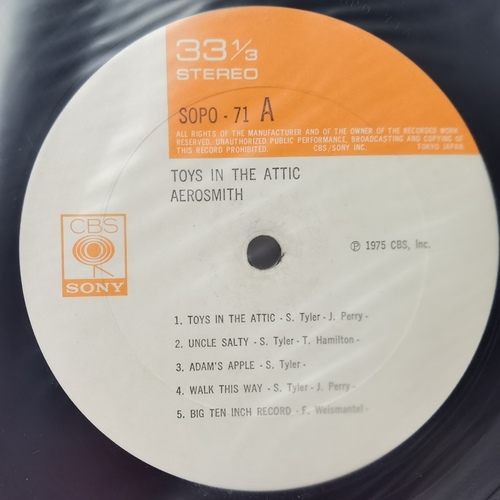 33 1/3
STEREO
SOPO - 71 A
ALL RIGHTS OF THE MANUFACTURER AND OF THE OWNER OF THE RECORDED WORK
RESERVED. UNAUTHORIZED PUBLIC PERFORMANCE, BROADCASTING AND COPYING OF
THIS RECORD PROHIBITED. CBS/SONY INC. TOKYO JAPAN
TOYS IN THE ATTIC
AEROSMITH
CBS
SONY
℗ 1975 CBS, Inc.
1. TOYS IN THE ATTIC - S. Tyler - J. Perry -
2. UNCLE SALTY - S. Tyler - T. Hamilton -
3. ADAM'S APPLE - S. Tyler -
4. WALK THIS WAY - S. Tyler - J. Perry -
5. BIG TEN INCH RECORD - F. Weismantel -